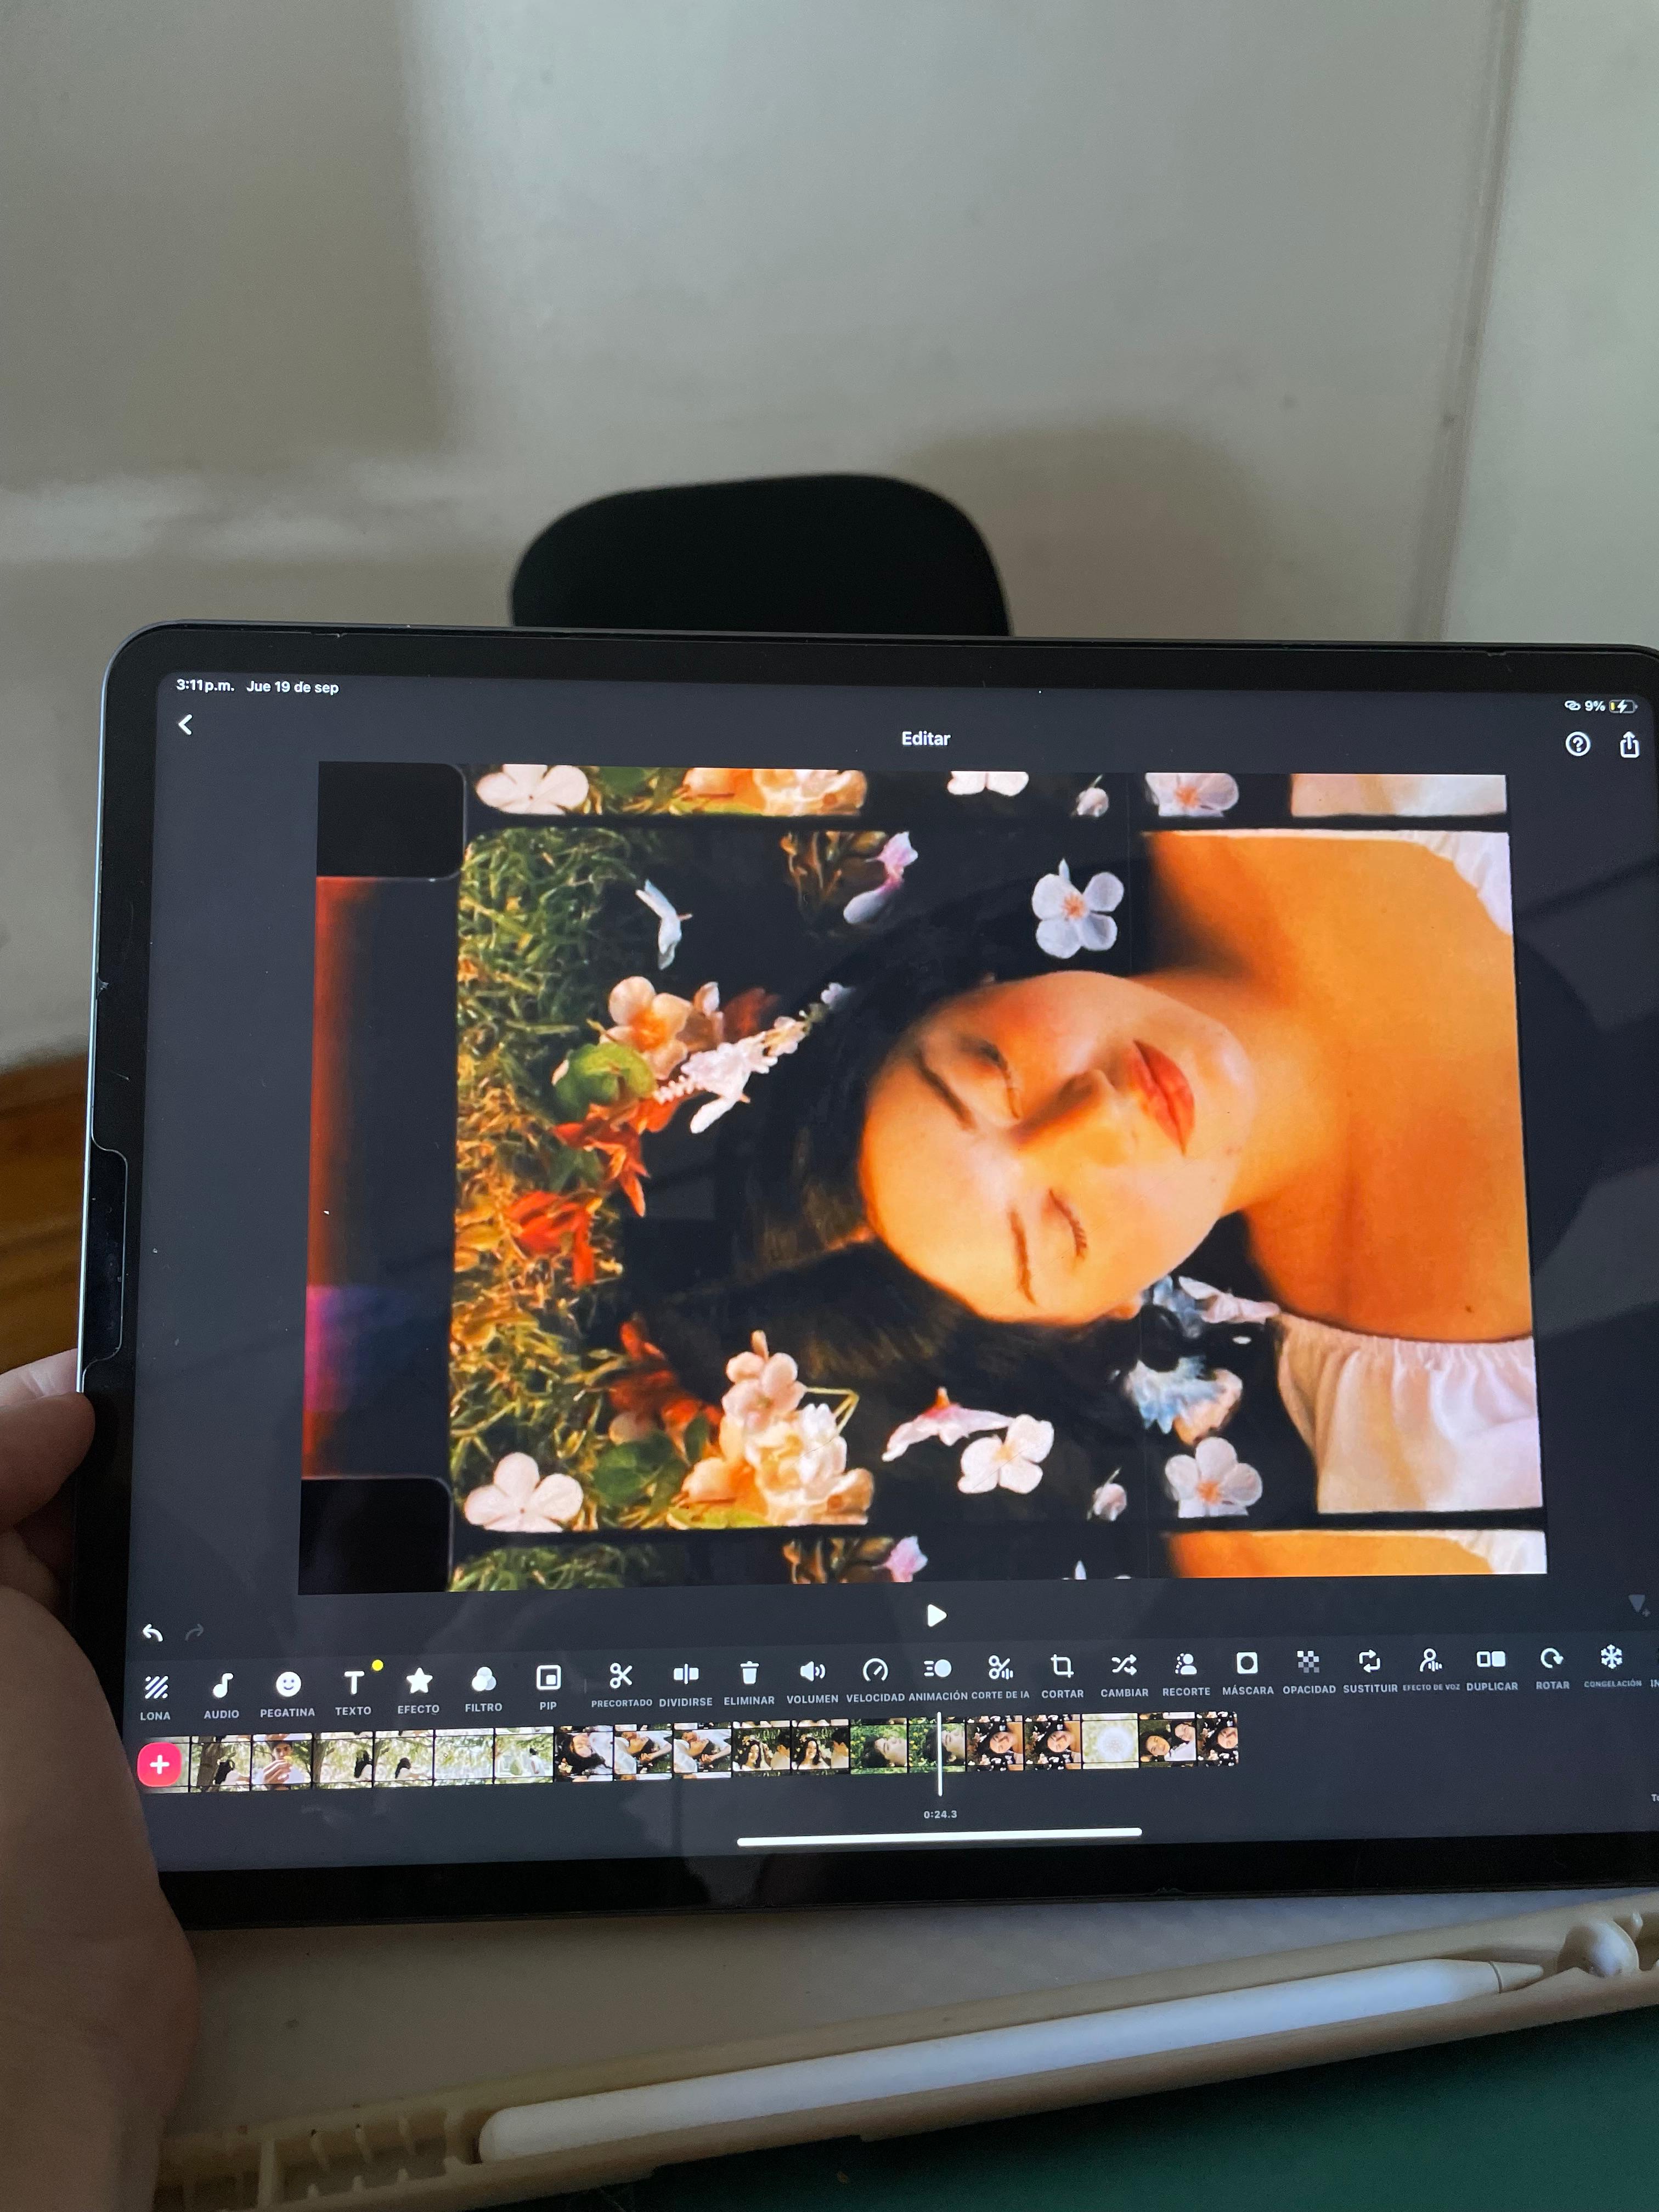 3:11p.m. Jue 19 de sep
9%
Editar
LONA AUDIO PEGATINA TEXTO EFECTO FILTRO PIP PRECORTADO DIVIDIRSE ELIMINAR VOLUMEN VELOCIDAD ANIMACIÓN CORTE DE IA CORTAR CAMBIAR RECORTE MÁSCARA OPACIDAD SUSTITUIR EFECTO DE VOZ DUPLICAR ROTAR CONGELACIÓN
0:24.3